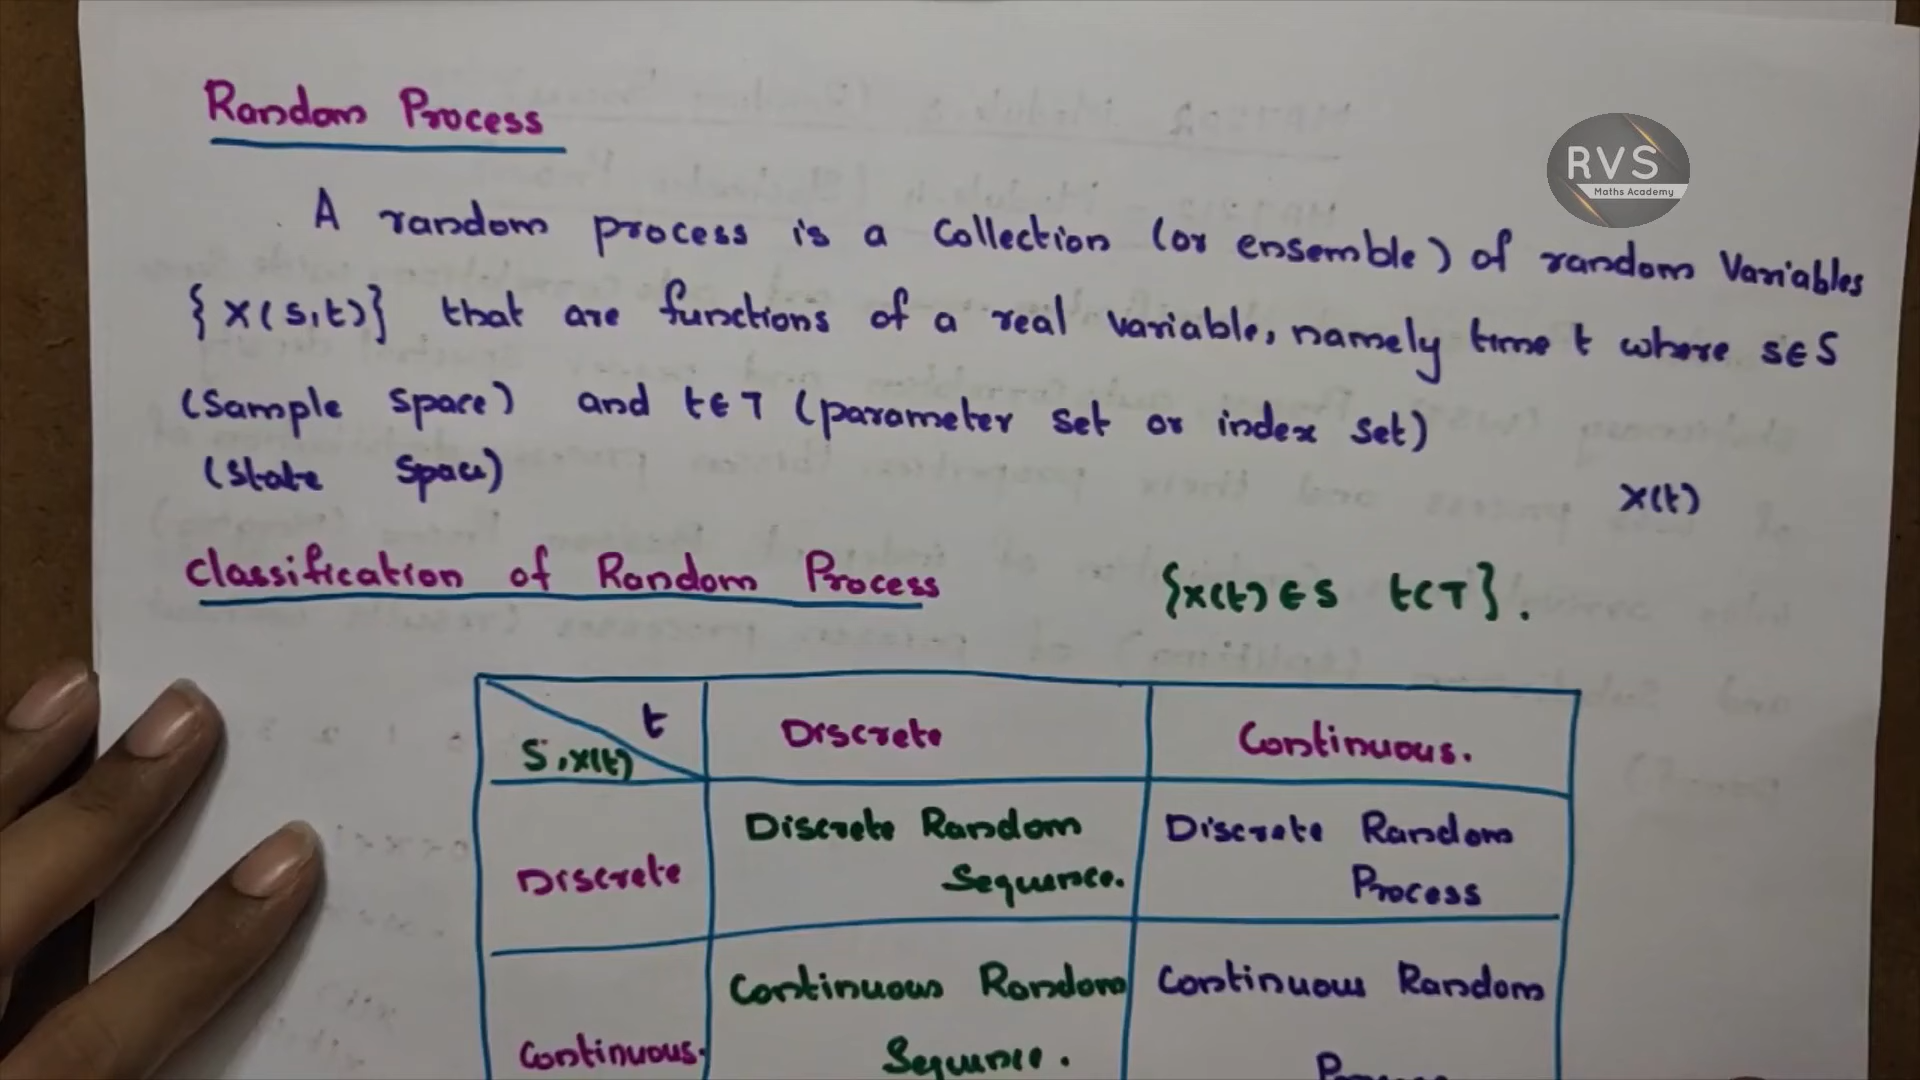 Random Process
RVS
Maths Academy
A random process is a Collection (or ensemble) of random Variables
{X(s,t)} that are functions of a real variable, namely time t where s∈S
(Sample Space) and t∈T (parameter set or index set)
(State Space)
X(t)
Classification of Random Process
{X(t)∈S t∈T}.
t
S, X(t)
Discrete
Continuous.
Discrete
Discrete Random
Sequence.
Discrete Random
Process
Continuous.
Continuous Random
Sequence.
Continuous Random
Process